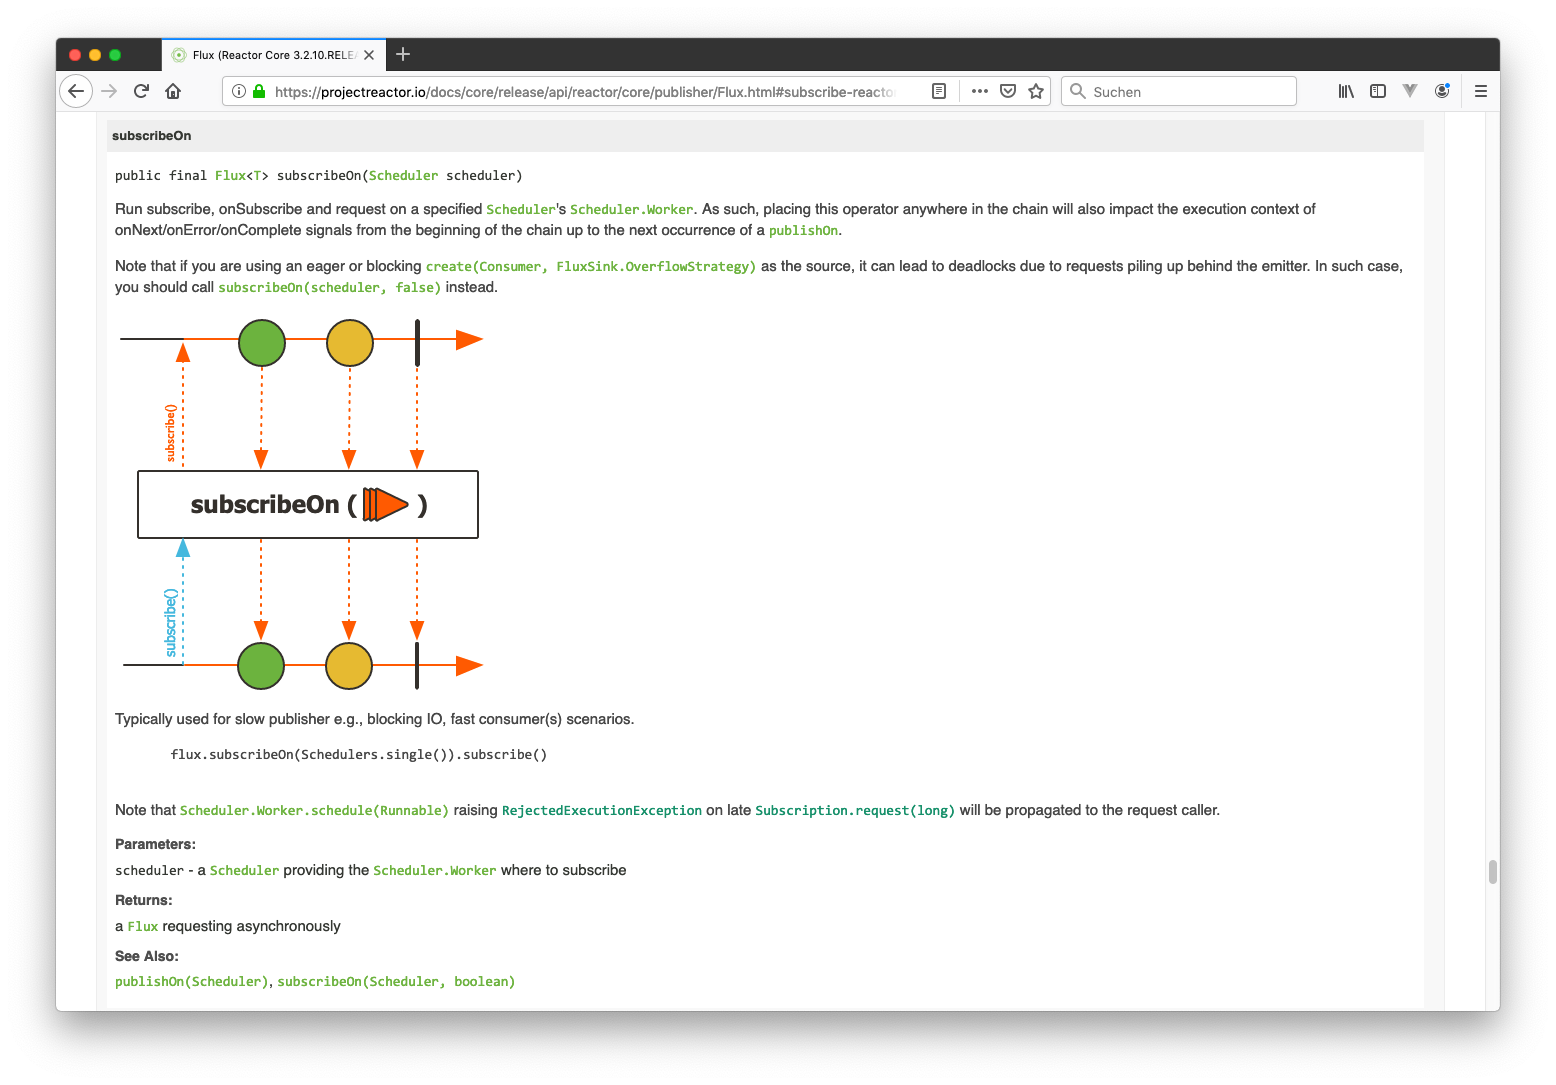 Flux (Reactor Core 3.2.10.RELEA
https://projectreactor.io/docs/core/release/api/reactor/core/publisher/Flux.html#subscribe-reacto
Suchen
subscribeOn
public final Flux<T> subscribeOn(Scheduler scheduler)
Run subscribe, onSubscribe and request on a specified Scheduler's Scheduler.Worker. As such, placing this operator anywhere in the chain will also impact the execution context of
onNext/onError/onComplete signals from the beginning of the chain up to the next occurrence of a publishOn.
Note that if you are using an eager or blocking create(Consumer, FluxSink.OverflowStrategy) as the source, it can lead to deadlocks due to requests piling up behind the emitter. In such case,
you should call subscribeOn(scheduler, false) instead.
subscribe()
subscribeOn ( )
subscribe()
Typically used for slow publisher e.g., blocking IO, fast consumer(s) scenarios.
flux.subscribeOn(Schedulers.single()).subscribe()
Note that Scheduler.Worker.schedule(Runnable) raising RejectedExecutionException on late Subscription.request(long) will be propagated to the request caller.
Parameters:
scheduler - a Scheduler providing the Scheduler.Worker where to subscribe
Returns:
a Flux requesting asynchronously
See Also:
publishOn(Scheduler), subscribeOn(Scheduler, boolean)